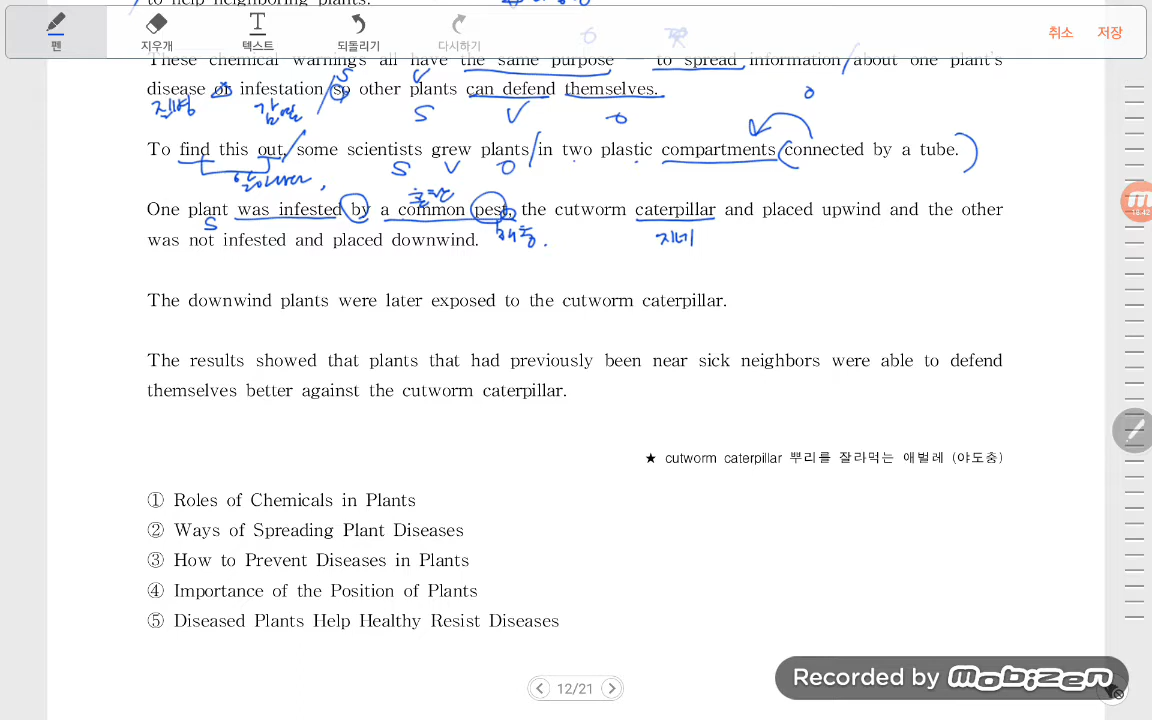 to help neighboring plants.
펜 지우개 텍스트 되돌리기 다시하기 취소 저장
These chemical warnings all have the same purpose to spread information about one plant's
S V
disease or infestation so other plants can defend themselves.
질병 감염 S V O
To find this out, some scientists grew plants in two plastic compartments connected by a tube.
알아내다, S V O
흔한
One plant was infested by a common pest, the cutworm caterpillar and placed upwind and the other
S
was not infested and placed downwind.
해충. 지네
The downwind plants were later exposed to the cutworm caterpillar.
The results showed that plants that had previously been near sick neighbors were able to defend
themselves better against the cutworm caterpillar.
★ cutworm caterpillar 뿌리를 잘라먹는 애벌레 (야도충)
① Roles of Chemicals in Plants
② Ways of Spreading Plant Diseases
③ How to Prevent Diseases in Plants
④ Importance of the Position of Plants
⑤ Diseased Plants Help Healthy Resist Diseases
12/21
Recorded by mobizen
18:42